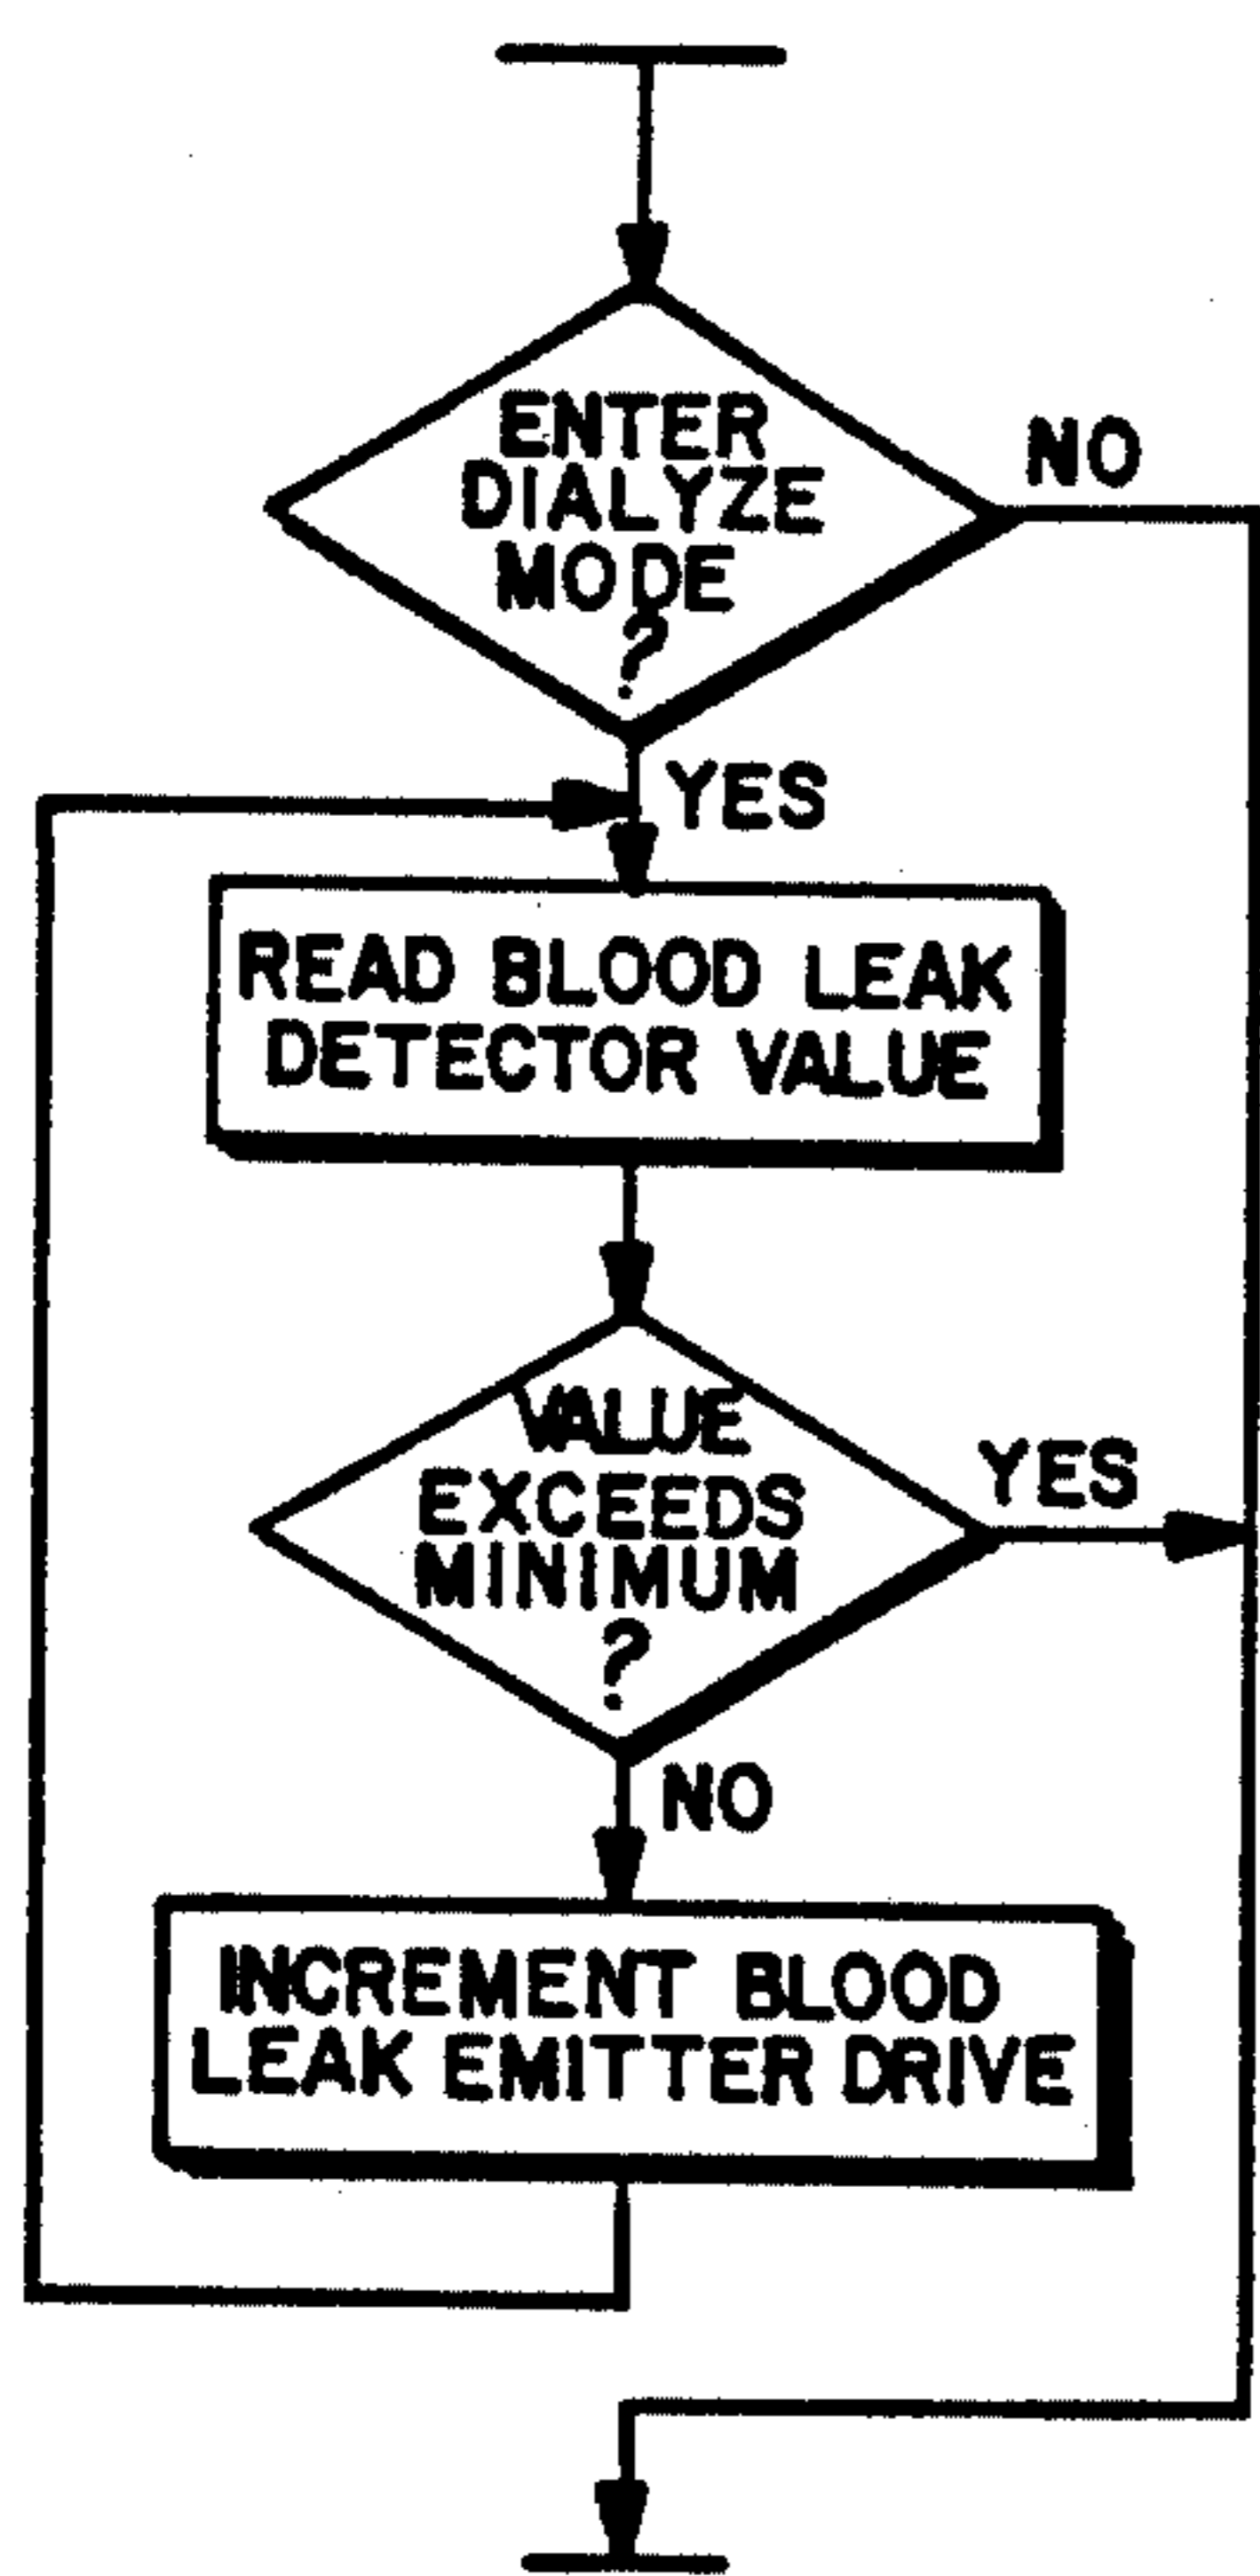 ENTER
DIALYZE
MODE
?
NO
YES
READ BLOOD LEAK
DETECTOR VALUE
VALUE
EXCEEDS
MINIMUM
?
YES
NO
INCREMENT BLOOD
LEAK EMITTER DRIVE